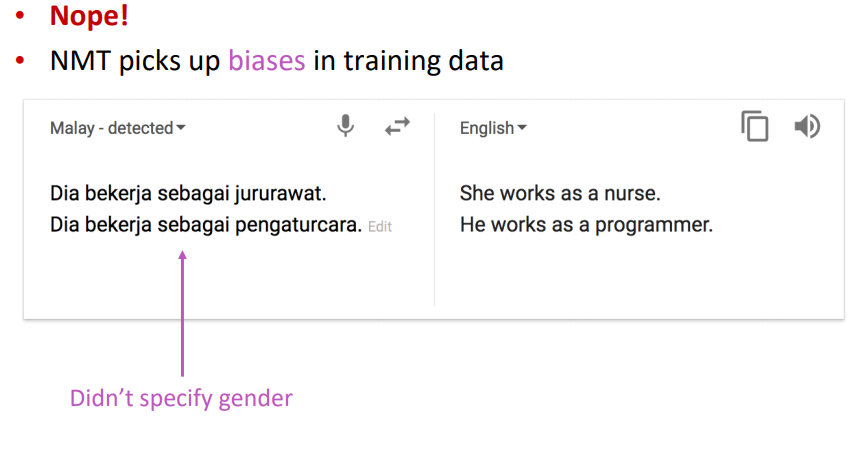 • Nope!
• NMT picks up biases in training data
Malay - detected
English
Dia bekerja sebagai jururawat.
Dia bekerja sebagai pengaturcara. Edit
She works as a nurse.
He works as a programmer.
Didn't specify gender